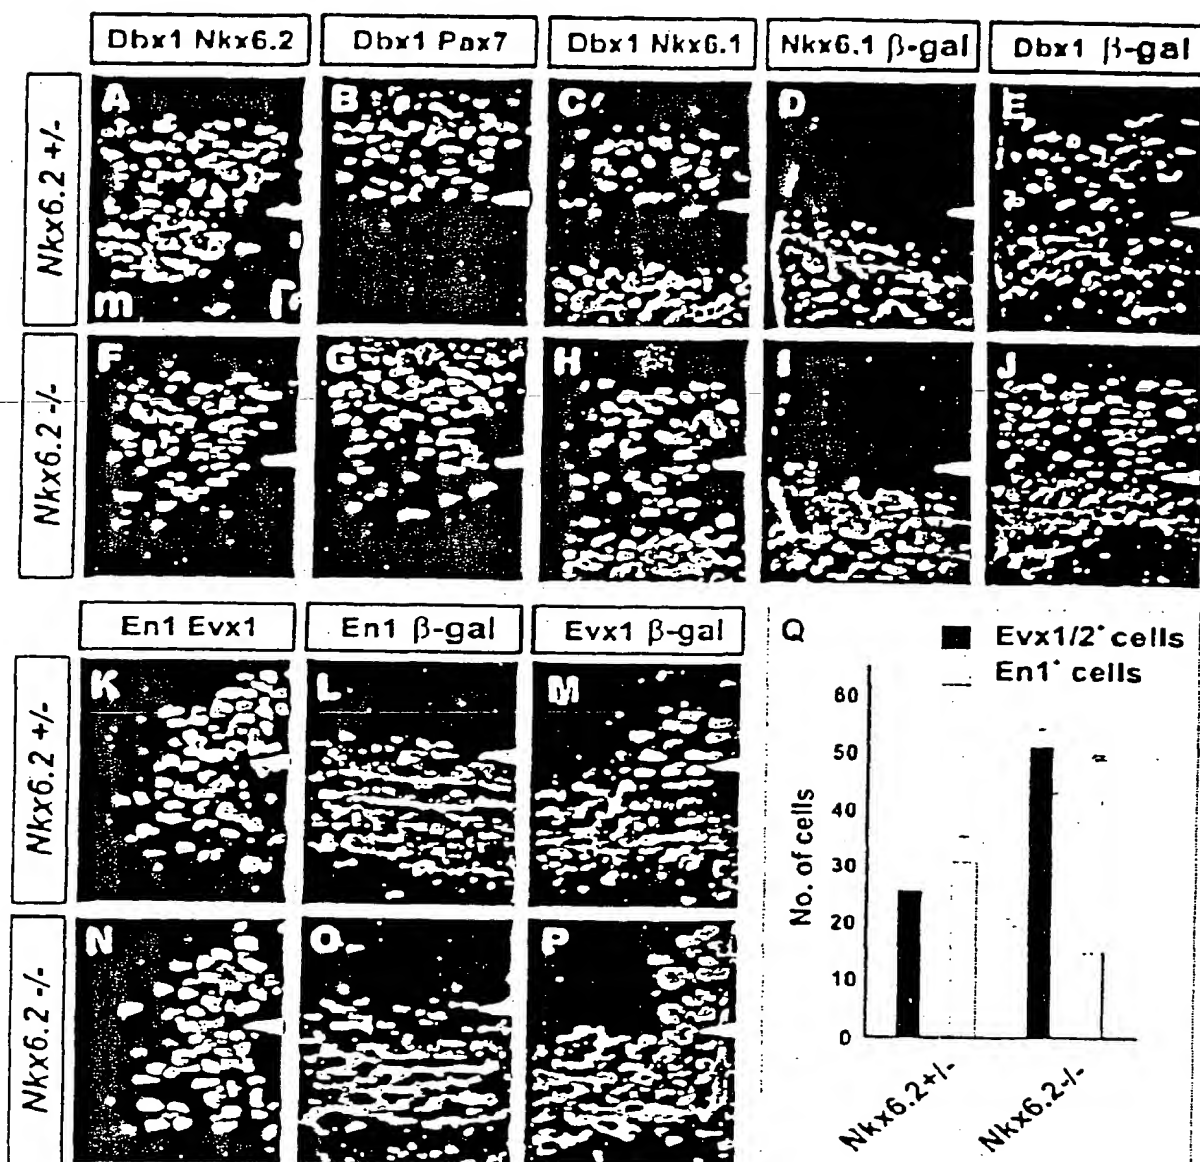 Dbx1 Nkx6.2
Dbx1 Pax7
Dbx1 Nkx6.1
Nkx6.1 β-gal
Dbx1 β-gal
Nkx6.2 +/-
A
B
C
D
E
m
Nkx6.2 -/-
F
G
H
I
J
En1 Evx1
En1 β-gal
Evx1 β-gal
Nkx6.2 +/-
K
L
M
Nkx6.2 -/-
N
O
P
Q
Evx1/2⁺ cells
En1⁺ cells
No. of cells
60
50
40
30
20
10
0
Nkx6.2+/-
Nkx6.2-/-